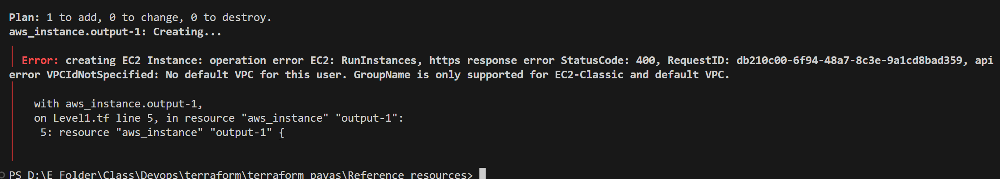 Plan: 1 to add, 0 to change, 0 to destroy.
aws_instance.output-1: Creating...
Error: creating EC2 Instance: operation error EC2: RunInstances, https response error StatusCode: 400, RequestID: db210c00-6f94-48a7-8c3e-9a1cd8bad359, api
error VPCIdNotSpecified: No default VPC for this user. GroupName is only supported for EC2-Classic and default VPC.
with aws_instance.output-1,
on Level1.tf line 5, in resource "aws_instance" "output-1":
5: resource "aws_instance" "output-1" {
PS D:\E Folder\Class\Devops\terraform\terraform_payas\Reference resources>